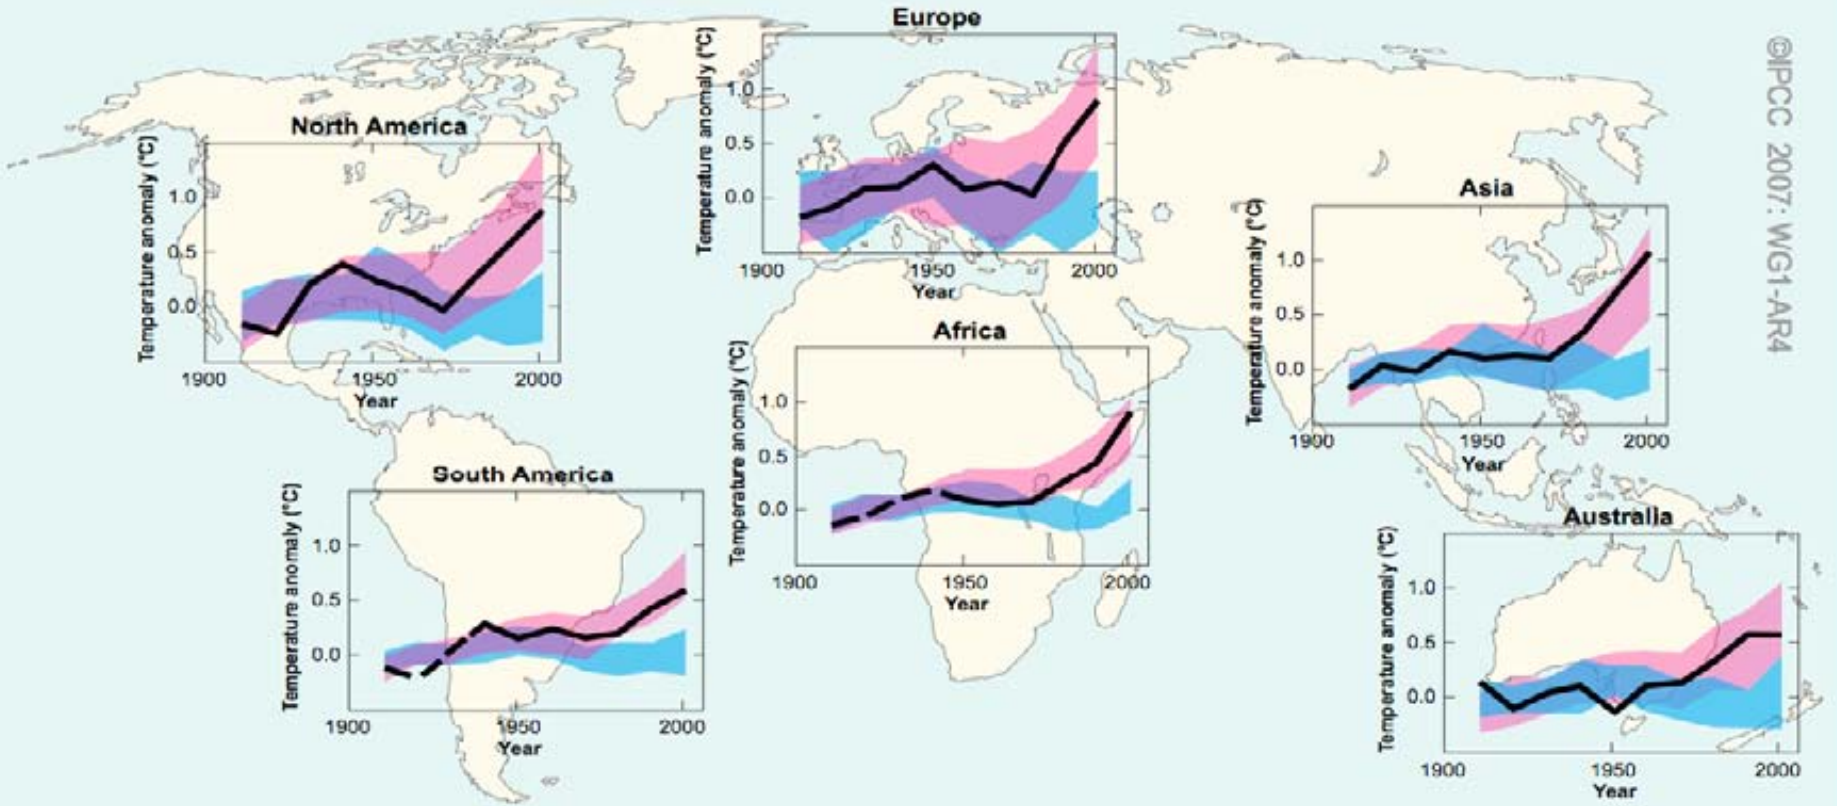 Europe
Temperature anomaly (°C)
1.0
0.5
0.0
1900
1950
2000
Year
North America
Temperature anomaly (°C)
1.0
0.5
0.0
1900
1950
2000
Year
Asia
Temperature anomaly (°C)
1.0
0.5
0.0
1900
1950
2000
Year
Africa
Temperature anomaly (°C)
1.0
0.5
0.0
1900
1950
2000
Year
South America
Temperature anomaly (°C)
1.0
0.5
0.0
1900
1950
2000
Year
Australia
Temperature anomaly (°C)
1.0
0.5
0.0
1900
1950
2000
Year
©IPCC 2007: WG1-AR4